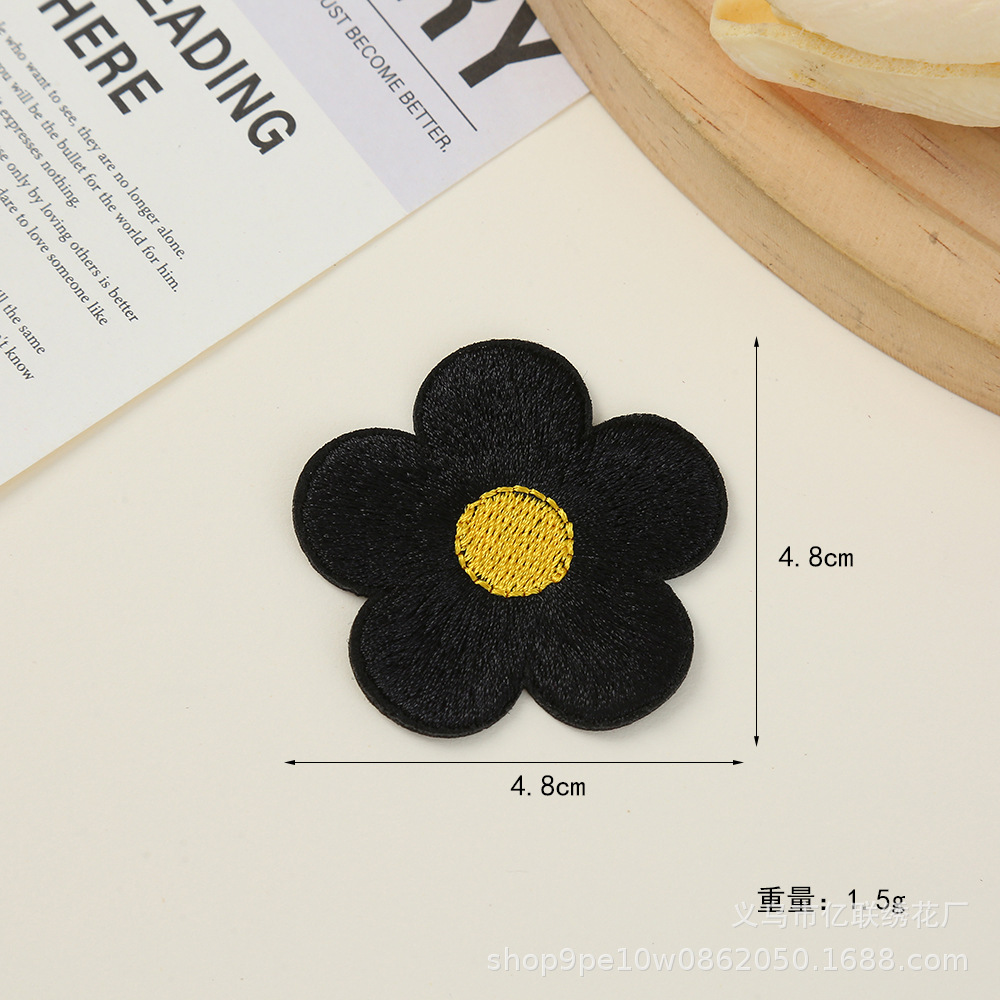 EADING
HERE
RY
UST BECOME BETTER.
who want to see, they are no longer alone.
you will be the bullet for the world for him.
expresses nothing.
se only by loving others is better
dare to love someone like
ll the same
't know
4.8cm
4.8cm
重量：1.5g
义乌市亿联绣花厂
shop9pe10w0862050.1688.com